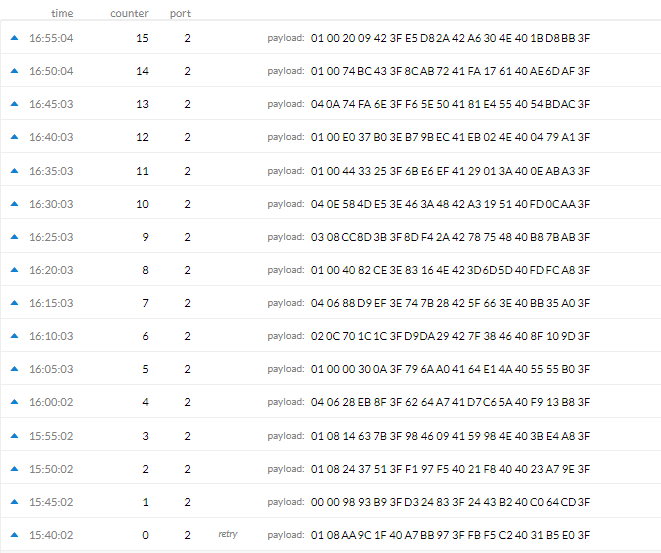 time counter port
16:55:04 15 2 payload: 01 00 20 09 42 3F E5 D8 2A 42 A6 30 4E 40 1B D8 BB 3F
16:50:04 14 2 payload: 01 00 74 BC 43 3F 8C AB 72 41 FA 17 61 40 AE 6D AF 3F
16:45:03 13 2 payload: 04 0A 74 FA 6E 3F F6 5E 50 41 81 E4 55 40 54 BD AC 3F
16:40:03 12 2 payload: 01 00 E0 37 B0 3E B7 9B EC 41 EB 02 4E 40 04 79 A1 3F
16:35:03 11 2 payload: 01 00 44 33 25 3F 6B E6 EF 41 29 01 3A 40 0E AB A3 3F
16:30:03 10 2 payload: 04 0E 58 4D E5 3E 46 3A 48 42 A3 19 51 40 FD 0C AA 3F
16:25:03 9 2 payload: 03 08 CC 8D 3B 3F 8D F4 2A 42 78 75 48 40 B8 7B AB 3F
16:20:03 8 2 payload: 01 00 40 82 CE 3E 83 16 4E 42 3D 6D 5D 40 FD FC A8 3F
16:15:03 7 2 payload: 04 06 88 D9 EF 3E 74 7B 28 42 5F 66 3E 40 BB 35 A0 3F
16:10:03 6 2 payload: 02 0C 70 1C 1C 3F D9 DA 29 42 7F 38 46 40 8F 10 9D 3F
16:05:03 5 2 payload: 01 00 00 30 0A 3F 79 6A A0 41 64 E1 4A 40 55 55 B0 3F
16:00:02 4 2 payload: 04 06 28 EB 8F 3F 62 64 A7 41 D7 C6 5A 40 F9 13 B8 3F
15:55:02 3 2 payload: 01 08 14 63 7B 3F 98 46 09 41 59 98 4E 40 3B E4 A8 3F
15:50:02 2 2 payload: 01 08 24 37 51 3F F1 97 F5 40 21 F8 40 40 23 A7 9E 3F
15:45:02 1 2 payload: 00 00 98 93 B9 3F D3 24 83 3F 24 43 B2 40 C0 64 CD 3F
15:40:02 0 2 retry payload: 01 08 AA 9C 1F 40 A7 BB 97 3F FB F5 C2 40 31 B5 E0 3F